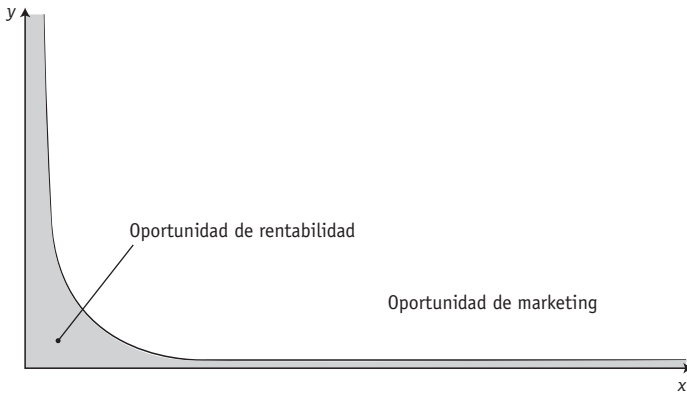 y
Oportunidad de rentabilidad
Oportunidad de marketing
x